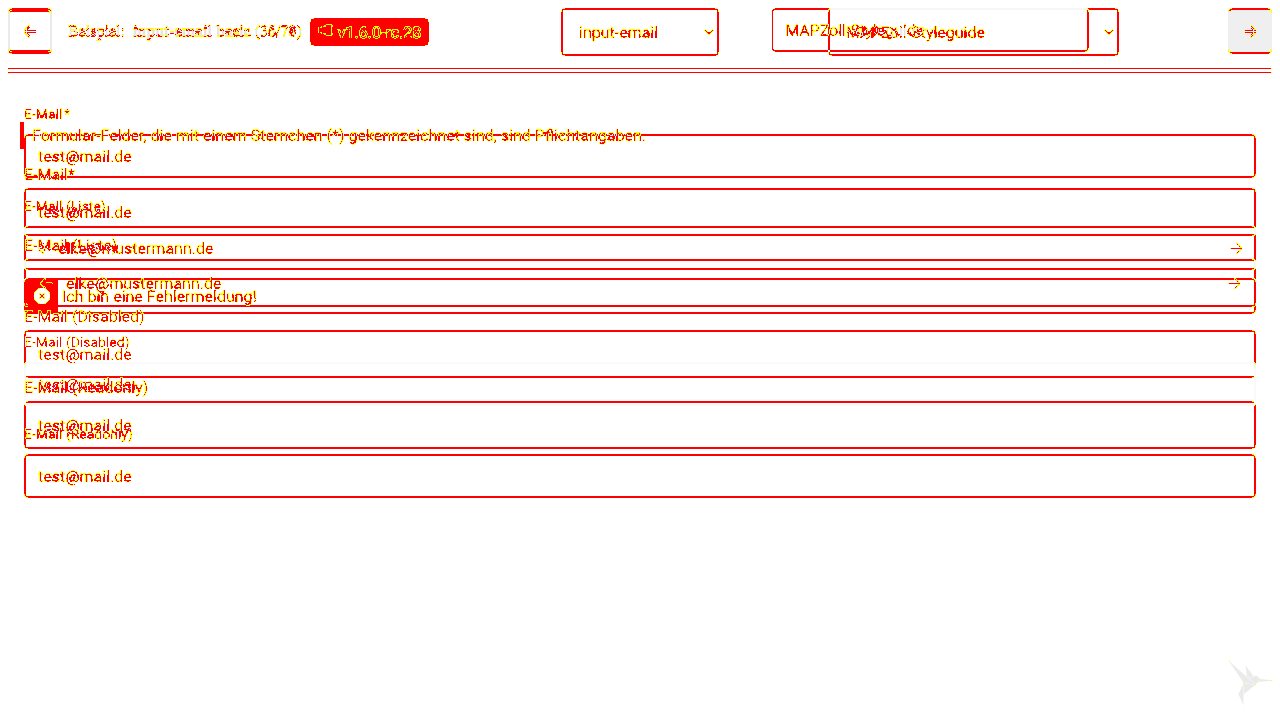 Beispiel: input-email basic (36/78) v1.6.0-rc.28
input-email
MAPZoll-Styleguide
E-Mail*
Formular-Felder, die mit einem Sternchen (*) gekennzeichnet sind, sind Pflichtangaben.
test@mail.de
E-Mail*
test@mail.de
E-Mail (Liste)
E-Mail (Liste)
elke@mustermann.de
elke@mustermann.de
Ich bin eine Fehlermeldung!
E-Mail (Disabled)
E-Mail (Disabled)
test@mail.de
test@mail.de
E-Mail (Readonly)
test@mail.de
E-Mail (Readonly)
test@mail.de